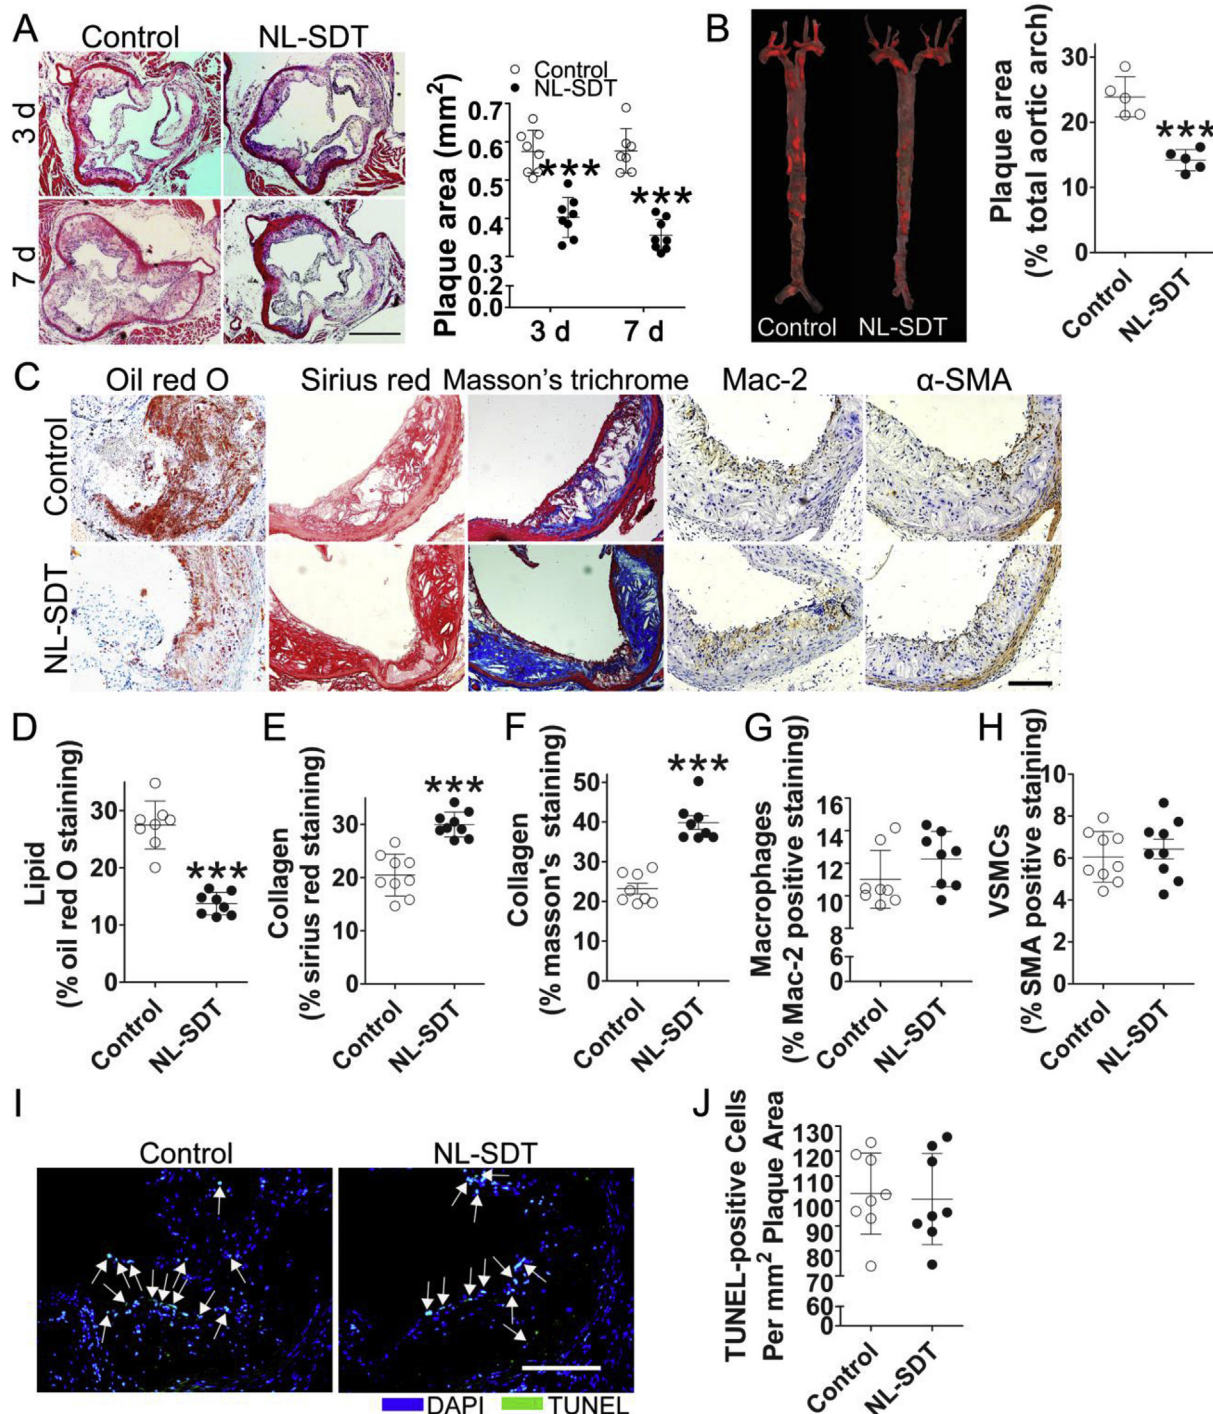 A
Control
NL-SDT
3 d
7 d
Control
NL-SDT
Plaque area (mm²)
0.7
0.6
0.5
0.4
0.3
0.2
0.0
***
***
3 d
7 d
B
Control
NL-SDT
Plaque area
(% total aortic arch)
30
20
10
0
***
Control
NL-SDT
C
Oil red O
Sirius red
Masson's trichrome
Mac-2
α-SMA
Control
NL-SDT
D
Lipid
(% oil red O staining)
30
20
10
0
***
Control
NL-SDT
E
Collagen
(% sirius red staining)
30
20
10
0
***
Control
NL-SDT
F
Collagen
(% masson's staining)
50
40
30
20
10
0
***
Control
NL-SDT
G
Macrophages
(% Mac-2 positive staining)
16
14
12
10
8
6
0
Control
NL-SDT
H
VSMCs
(% SMA positive staining)
10
8
6
4
2
0
Control
NL-SDT
I
Control
NL-SDT
DAPI
TUNEL
J
TUNEL-positive Cells
Per mm² Plaque Area
130
120
110
100
90
80
70
60
0
Control
NL-SDT